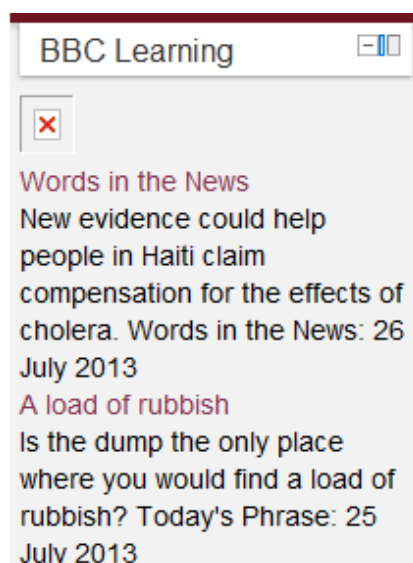 BBC Learning
Words in the News
New evidence could help
people in Haiti claim
compensation for the effects of
cholera. Words in the News: 26
July 2013
A load of rubbish
Is the dump the only place
where you would find a load of
rubbish? Today's Phrase: 25
July 2013